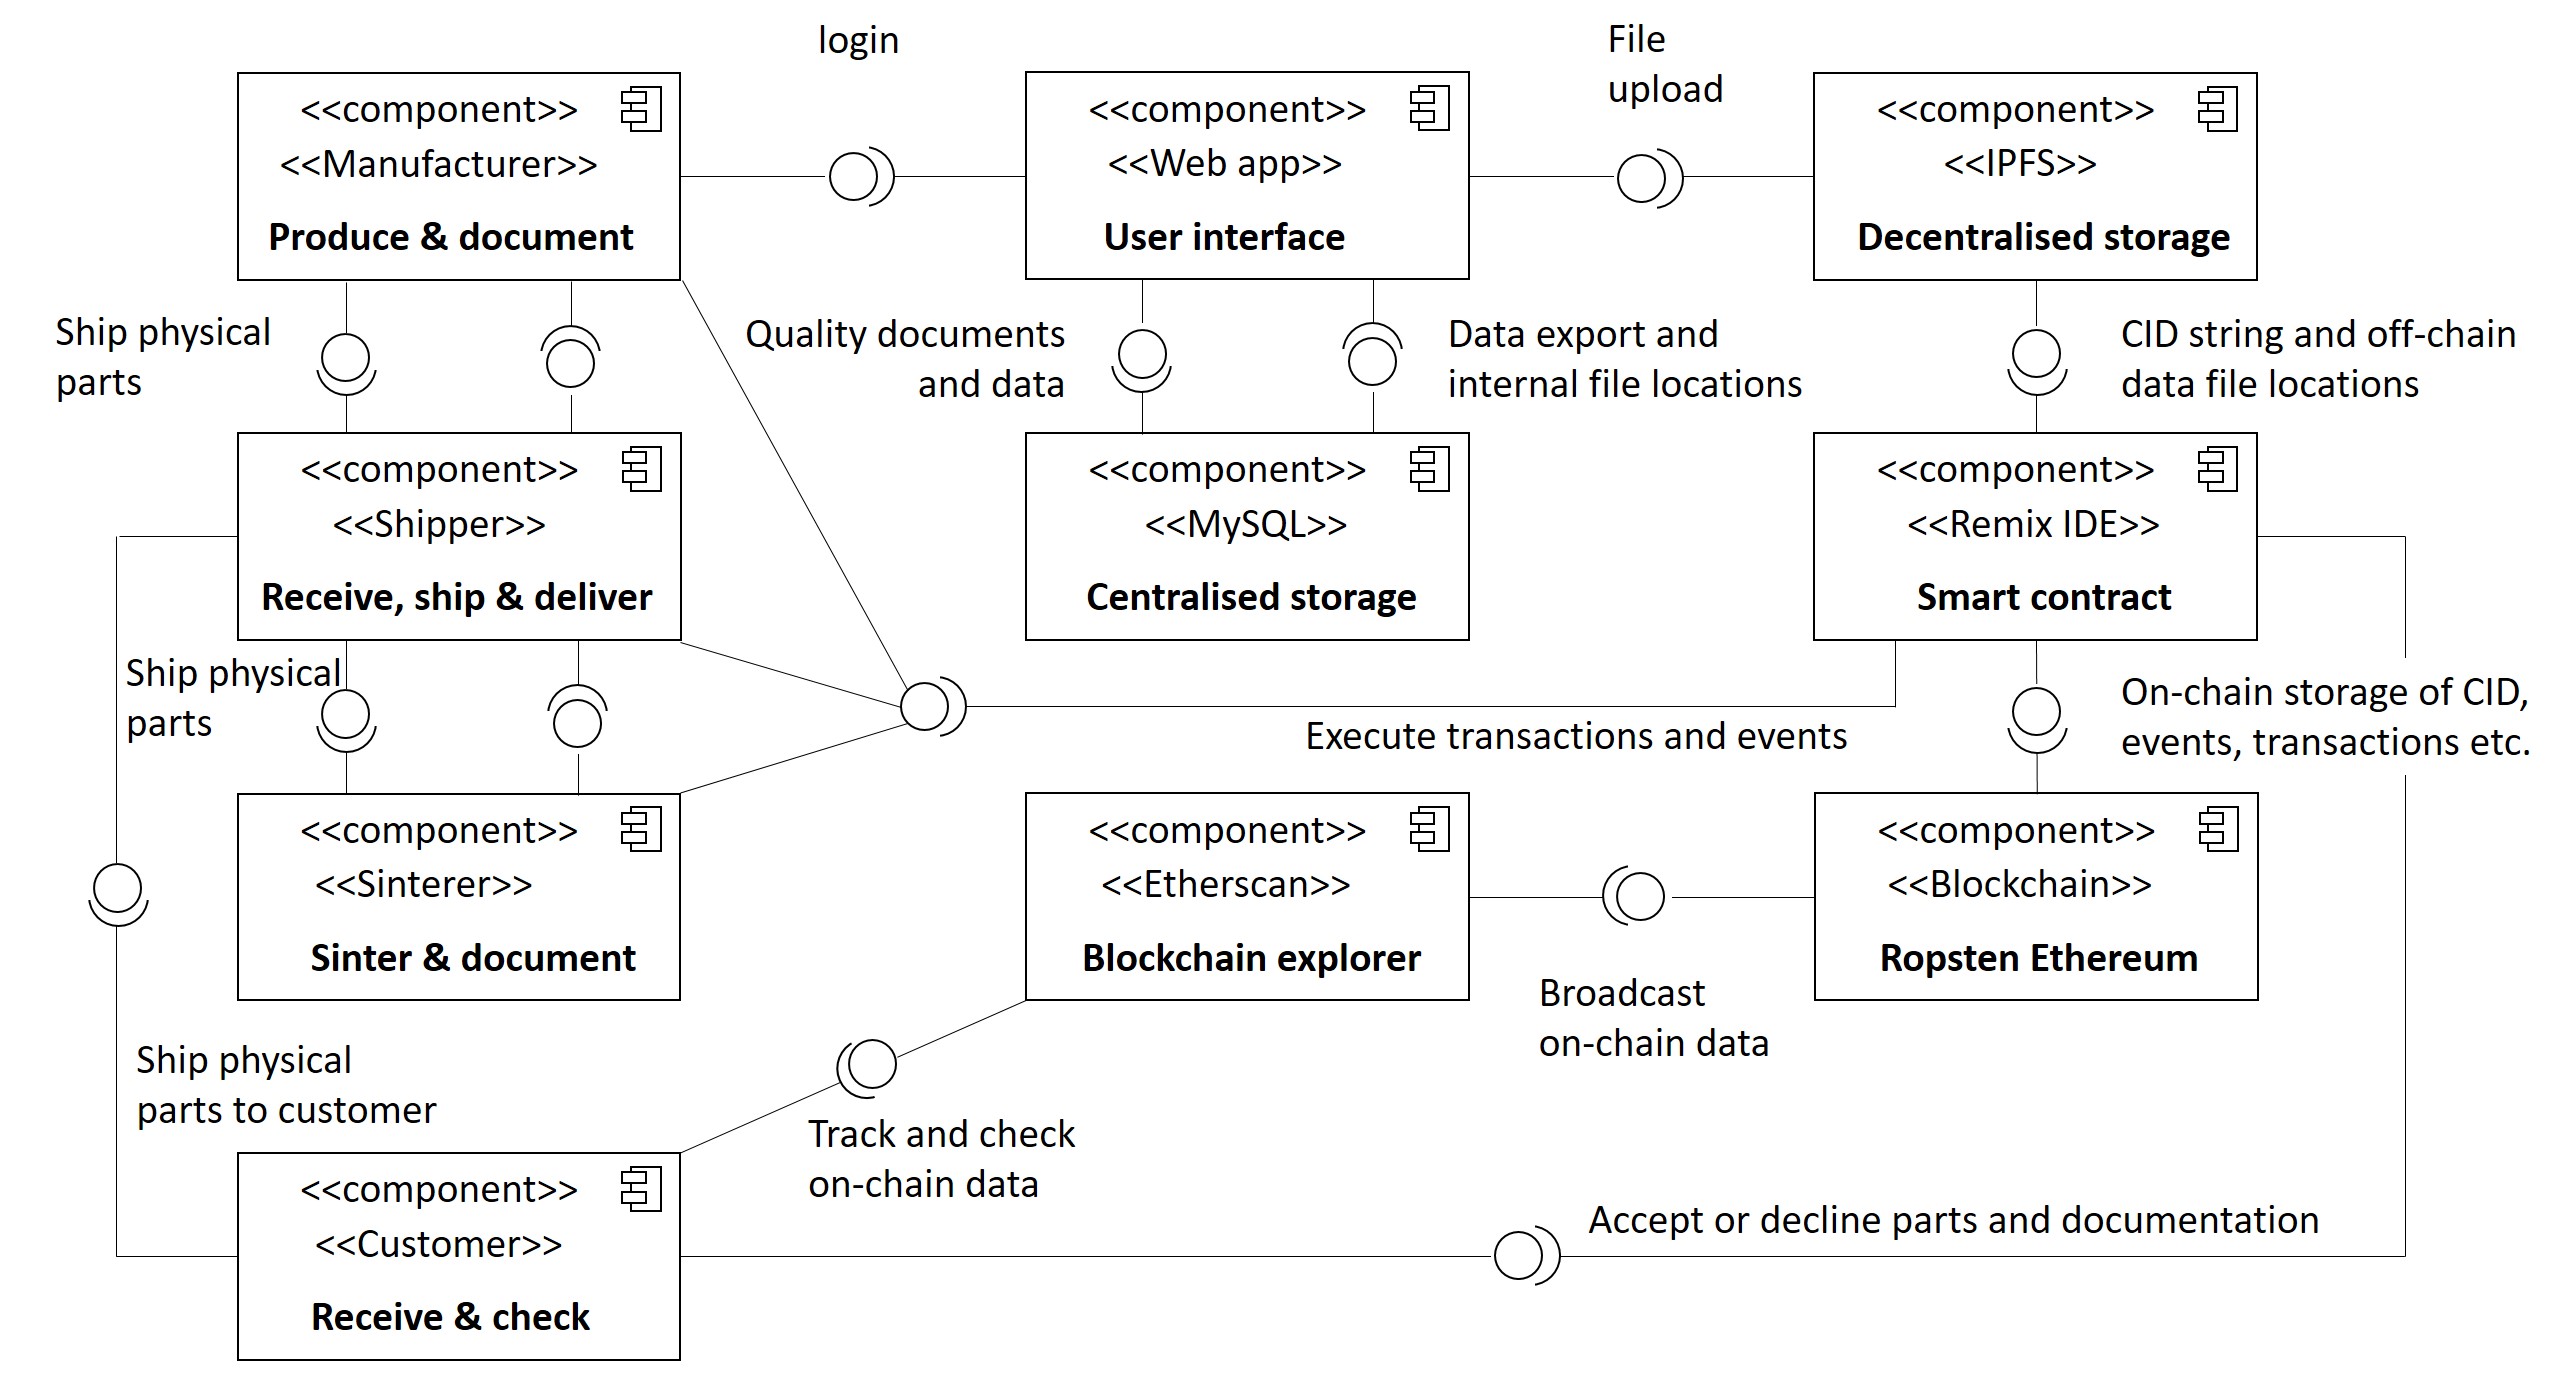 login
File
upload
<<component>>
<<Manufacturer>>
Produce & document
<<component>>
<<Web app>>
User interface
<<component>>
<<IPFS>>
Decentralised storage
Ship physical
parts
Quality documents
and data
Data export and
internal file locations
CID string and off-chain
data file locations
<<component>>
<<Shipper>>
Receive, ship & deliver
<<component>>
<<MySQL>>
Centralised storage
<<component>>
<<Remix IDE>>
Smart contract
Ship physical
parts
Execute transactions and events
On-chain storage of CID,
events, transactions etc.
<<component>>
<<Sinterer>>
Sinter & document
<<component>>
<<Etherscan>>
Blockchain explorer
<<component>>
<<Blockchain>>
Ropsten Ethereum
Broadcast
on-chain data
Ship physical
parts to customer
Track and check
on-chain data
<<component>>
<<Customer>>
Receive & check
Accept or decline parts and documentation